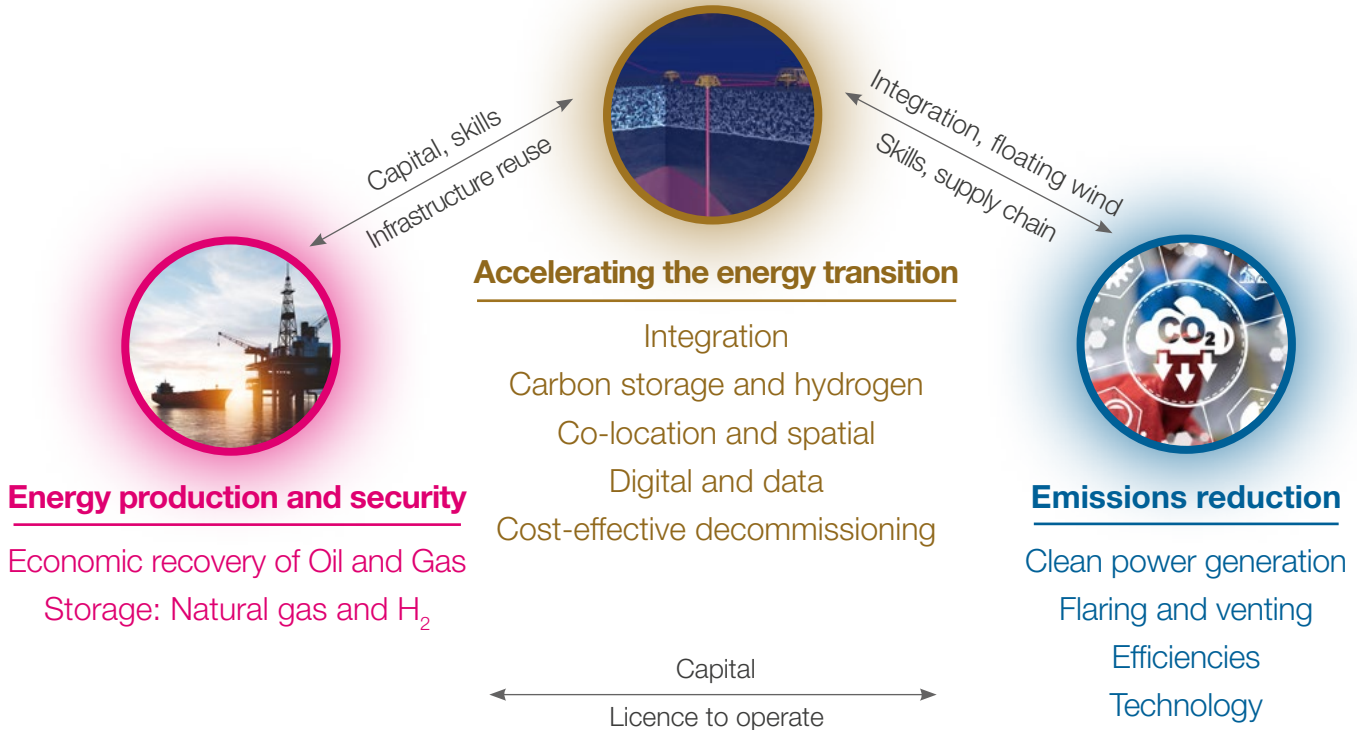 Capital, skills
Infrastructure reuse
Integration, floating wind
Skills, supply chain
Accelerating the energy transition
Integration
Carbon storage and hydrogen
Co-location and spatial
Digital and data
Cost-effective decommissioning
Energy production and security
Economic recovery of Oil and Gas
Storage: Natural gas and H₂
CO₂
Emissions reduction
Clean power generation
Flaring and venting
Efficiencies
Technology
Capital
Licence to operate